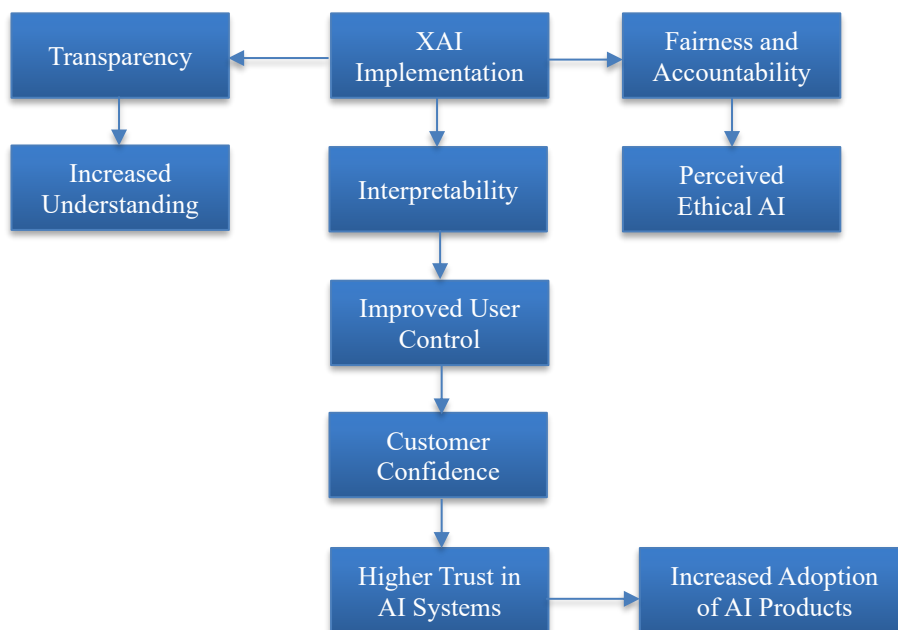 Transparency
XAI
Implementation
Fairness and
Accountability
Increased
Understanding
Interpretability
Perceived
Ethical AI
Improved User
Control
Customer
Confidence
Higher Trust in
AI Systems
Increased Adoption
of AI Products